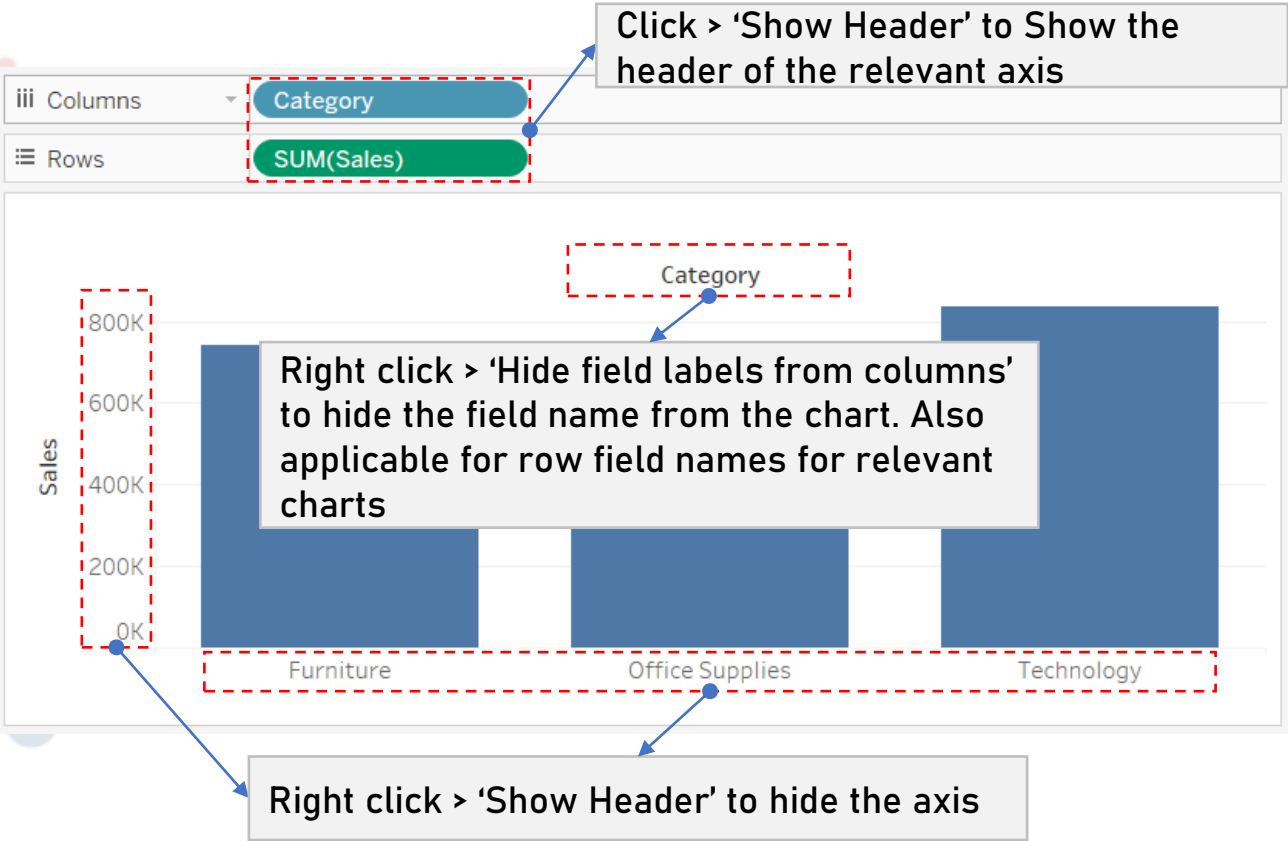 Click > ‘Show Header’ to Show the
header of the relevant axis
Columns
Category
Rows
SUM(Sales)
Category
800K
600K
400K
200K
0K
Sales
Right click > ‘Hide field labels from columns’
to hide the field name from the chart. Also
applicable for row field names for relevant
charts
Furniture
Office Supplies
Technology
Right click > ‘Show Header’ to hide the axis